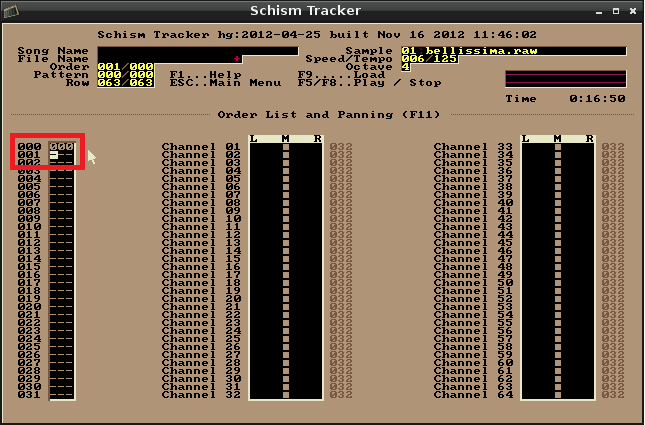 Schism Tracker
Schism Tracker hg:2012-04-25 built Nov 16 2012 11:46:02
Song Name Sample 01 bellissima.raw
File Name + Speed/Tempo 006/125
Order 001/000 Octave 4
Pattern 000/000 F1...Help F9.....Load
Row 063/063 ESC..Main Menu F5/F8..Play / Stop
Time 0:16:50
Order List and Panning (F11)
L M R L M R
000 000 Channel 01 032 Channel 33 032
001 --- Channel 02 032 Channel 34 032
002 --- Channel 03 032 Channel 35 032
003 --- Channel 04 032 Channel 36 032
004 --- Channel 05 032 Channel 37 032
005 --- Channel 06 032 Channel 38 032
006 --- Channel 07 032 Channel 39 032
007 --- Channel 08 032 Channel 40 032
008 --- Channel 09 032 Channel 41 032
009 --- Channel 10 032 Channel 42 032
010 --- Channel 11 032 Channel 43 032
011 --- Channel 12 032 Channel 44 032
012 --- Channel 13 032 Channel 45 032
013 --- Channel 14 032 Channel 46 032
014 --- Channel 15 032 Channel 47 032
015 --- Channel 16 032 Channel 48 032
016 --- Channel 17 032 Channel 49 032
017 --- Channel 18 032 Channel 50 032
018 --- Channel 19 032 Channel 51 032
019 --- Channel 20 032 Channel 52 032
020 --- Channel 21 032 Channel 53 032
021 --- Channel 22 032 Channel 54 032
022 --- Channel 23 032 Channel 55 032
023 --- Channel 24 032 Channel 56 032
024 --- Channel 25 032 Channel 57 032
025 --- Channel 26 032 Channel 58 032
026 --- Channel 27 032 Channel 59 032
027 --- Channel 28 032 Channel 60 032
028 --- Channel 29 032 Channel 61 032
029 --- Channel 30 032 Channel 62 032
030 --- Channel 31 032 Channel 63 032
031 --- Channel 32 032 Channel 64 032